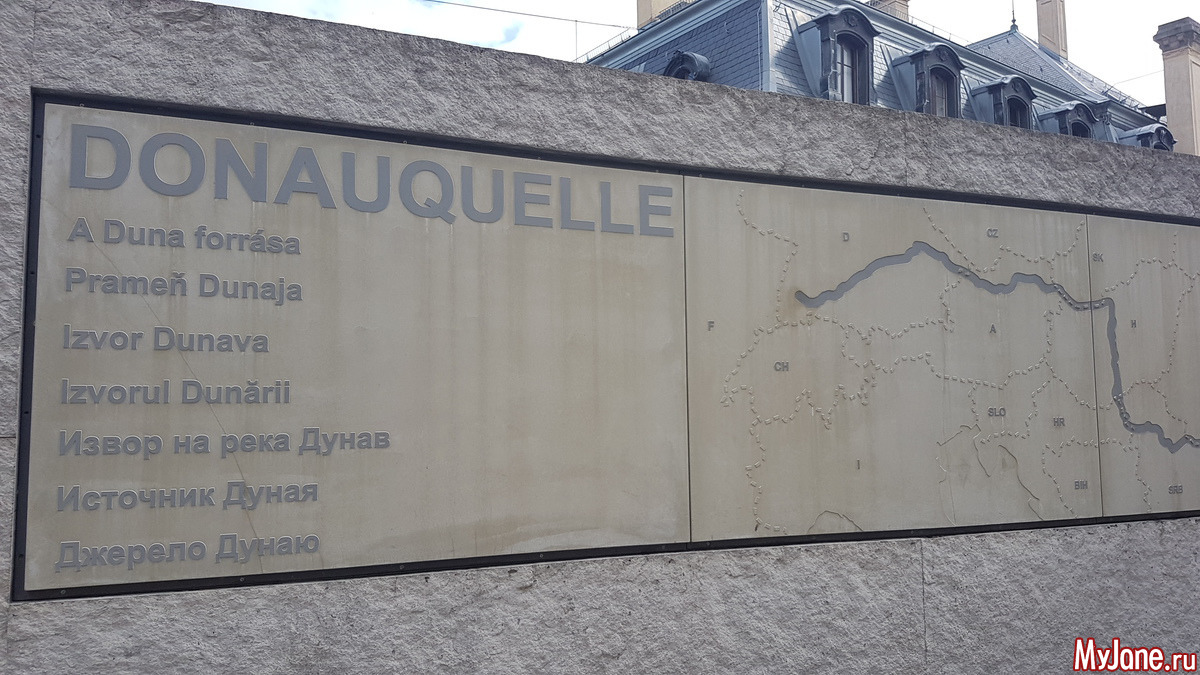 DONAUQUELLE
A Duna forrása
Prameň Dunaja
Izvor Dunava
Izvorul Dunării
Извор на река Дунав
Источник Дуная
Джерело Дунаю
D
CZ
SK
F
A
H
CH
SLO
HR
I
BIH
SRB
MyJane.ru